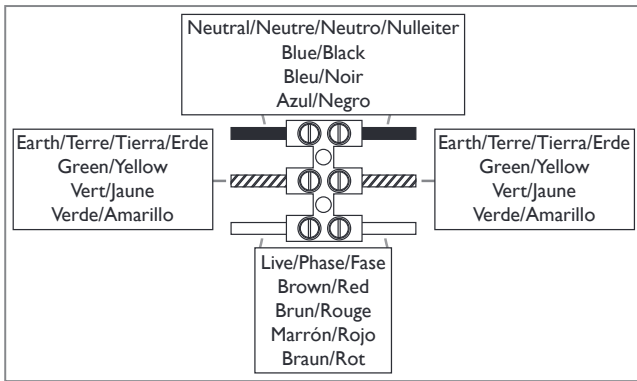 Neutral/Neutre/Neutro/Nulleiter
Blue/Black
Bleu/Noir
Azul/Negro
Earth/Terre/Tierra/Erde
Green/Yellow
Vert/Jaune
Verde/Amarillo
Earth/Terre/Tierra/Erde
Green/Yellow
Vert/Jaune
Verde/Amarillo
Live/Phase/Fase
Brown/Red
Brun/Rouge
Marrón/Rojo
Braun/Rot